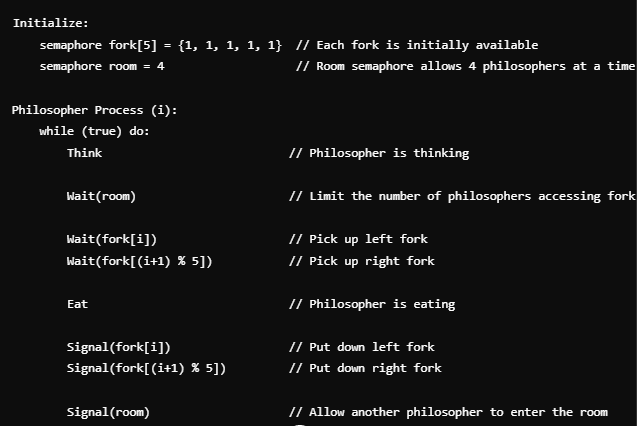 Initialize:
semaphore fork[5] = {1, 1, 1, 1, 1} // Each fork is initially available
semaphore room = 4 // Room semaphore allows 4 philosophers at a time
Philosopher Process (i):
while (true) do:
Think // Philosopher is thinking
Wait(room) // Limit the number of philosophers accessing fork
Wait(fork[i]) // Pick up left fork
Wait(fork[(i+1) % 5]) // Pick up right fork
Eat // Philosopher is eating
Signal(fork[i]) // Put down left fork
Signal(fork[(i+1) % 5]) // Put down right fork
Signal(room) // Allow another philosopher to enter the room